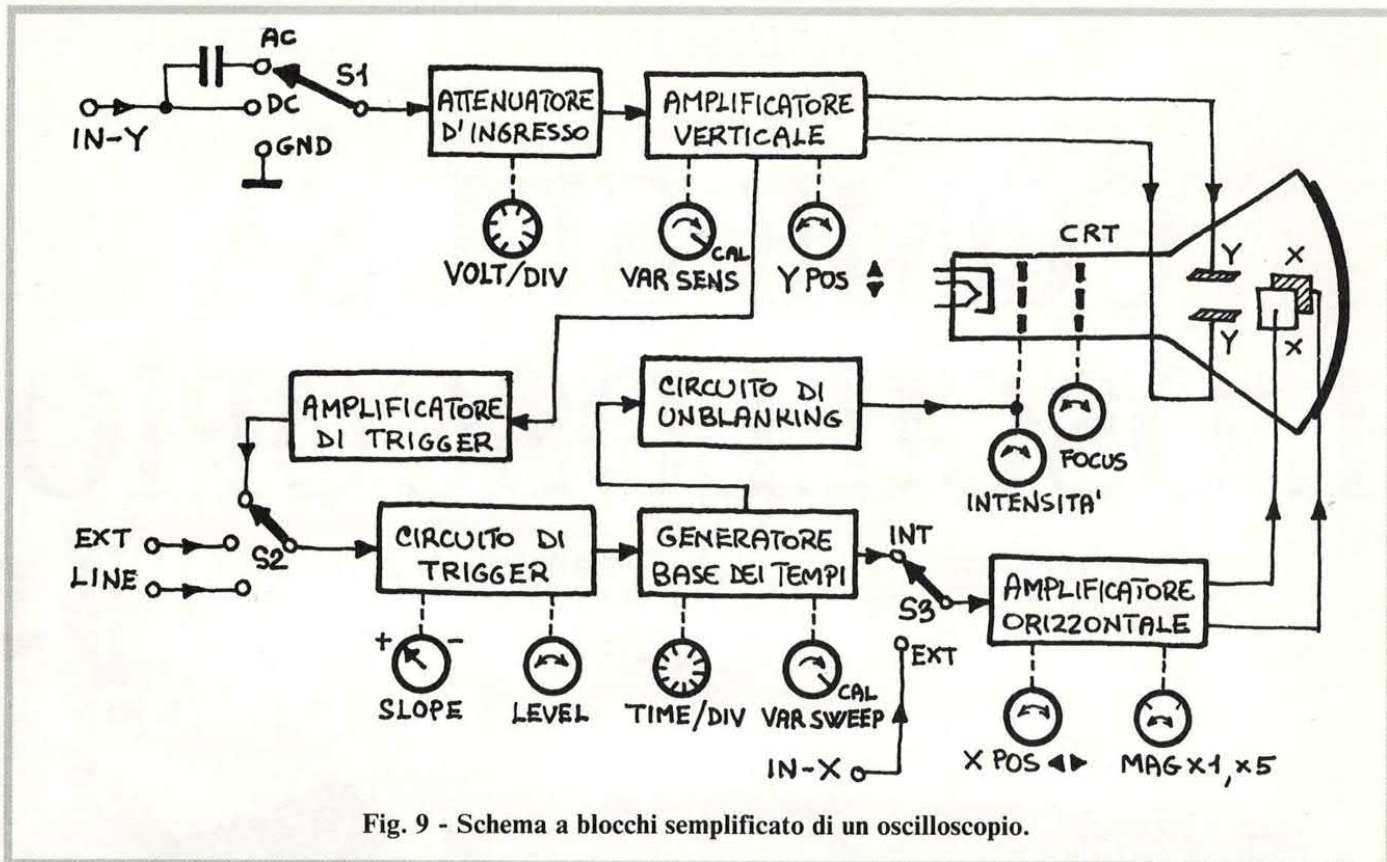 AC
S1
DC
IN-Y
GND
ATTENUATORE
D'INGRESSO
VOLT/DIV
AMPLIFICATORE
VERTICALE
CAL
VAR SENS
Y POS
CRT
Y
Y
X
X
AMPLIFICATORE
DI TRIGGER
CIRCUITO DI
UNBLANKING
FOCUS
INTENSITA'
EXT
LINE
S2
CIRCUITO DI
TRIGGER
+ -
SLOPE
LEVEL
GENERATORE
BASE DEI TEMPI
TIME/DIV
CAL
VAR SWEEP
INT
S3
EXT
IN-X
AMPLIFICATORE
ORIZZONTALE
X POS
MAG X1, X5
Fig. 9 - Schema a blocchi semplificato di un oscilloscopio.